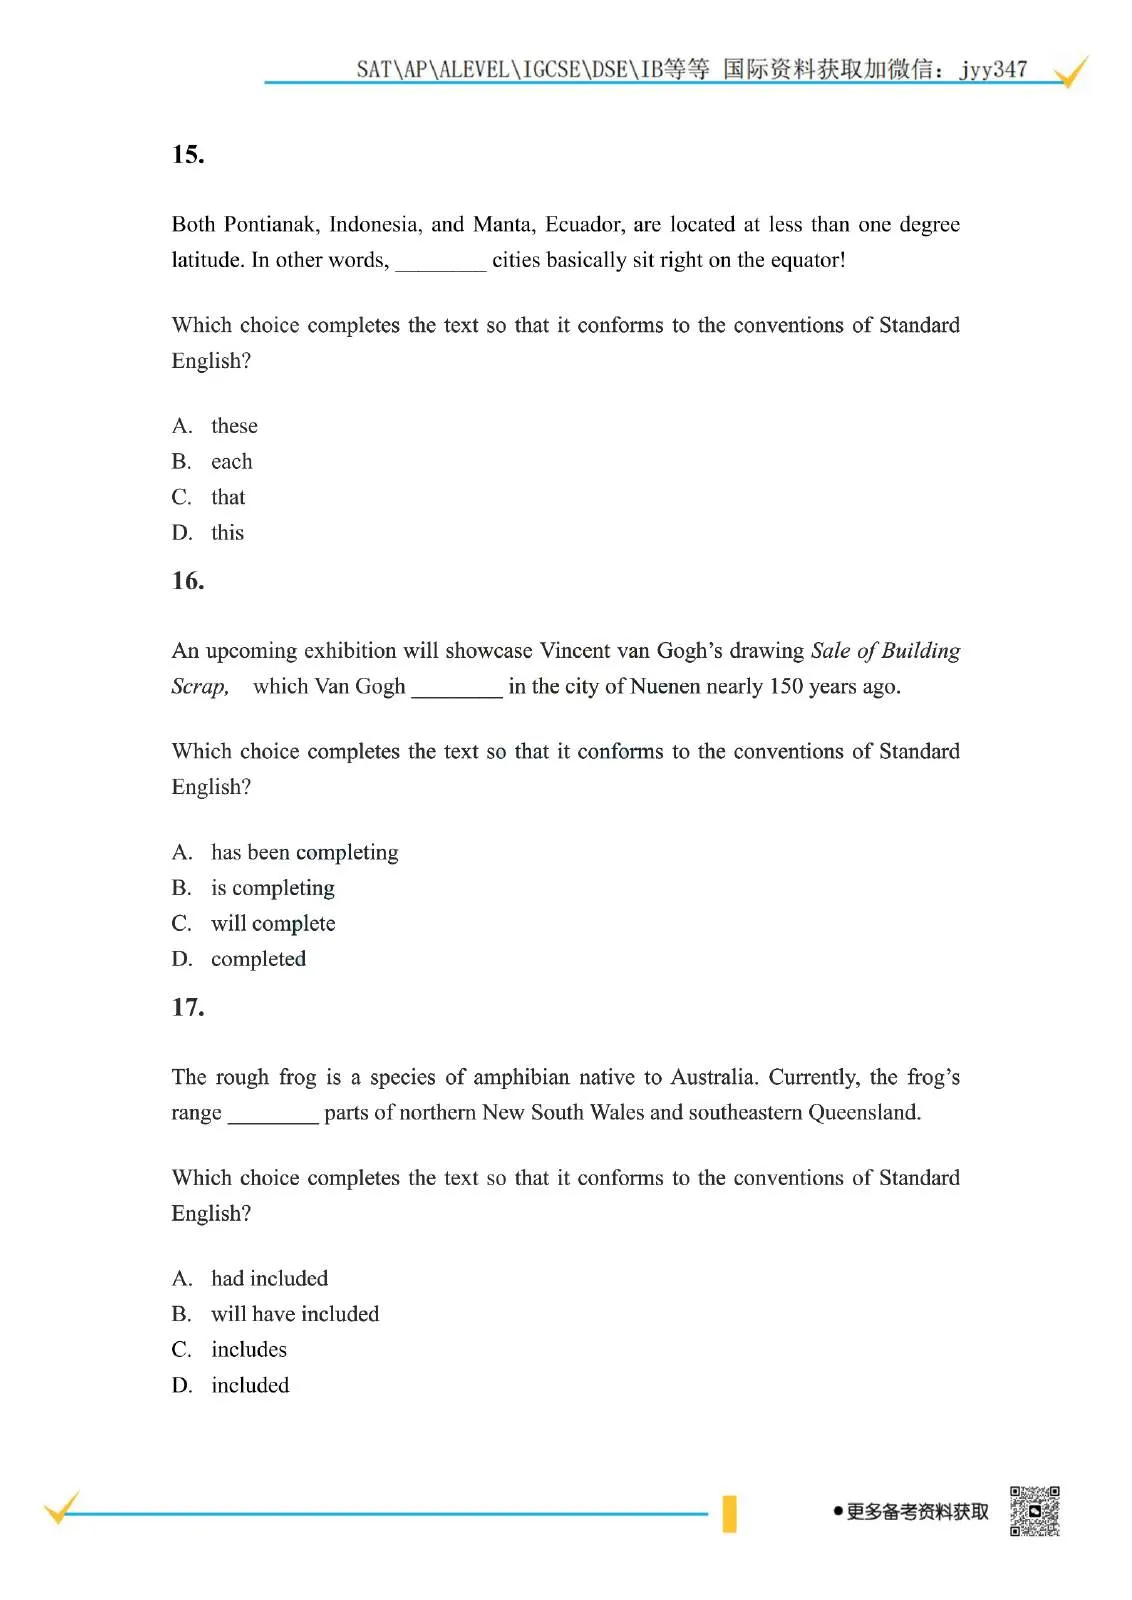 SAT\AP\ALEVEL\IGCSE\DSE\IB等等 国际资料获取加微信：jyy347
15.
Both Pontianak, Indonesia, and Manta, Ecuador, are located at less than one degree
latitude. In other words, ________ cities basically sit right on the equator!
Which choice completes the text so that it conforms to the conventions of Standard
English?
A. these
B. each
C. that
D. this
16.
An upcoming exhibition will showcase Vincent van Gogh’s drawing Sale of Building
Scrap, which Van Gogh ________ in the city of Nuenen nearly 150 years ago.
Which choice completes the text so that it conforms to the conventions of Standard
English?
A. has been completing
B. is completing
C. will complete
D. completed
17.
The rough frog is a species of amphibian native to Australia. Currently, the frog’s
range ________ parts of northern New South Wales and southeastern Queensland.
Which choice completes the text so that it conforms to the conventions of Standard
English?
A. had included
B. will have included
C. includes
D. included
●更多备考资料获取